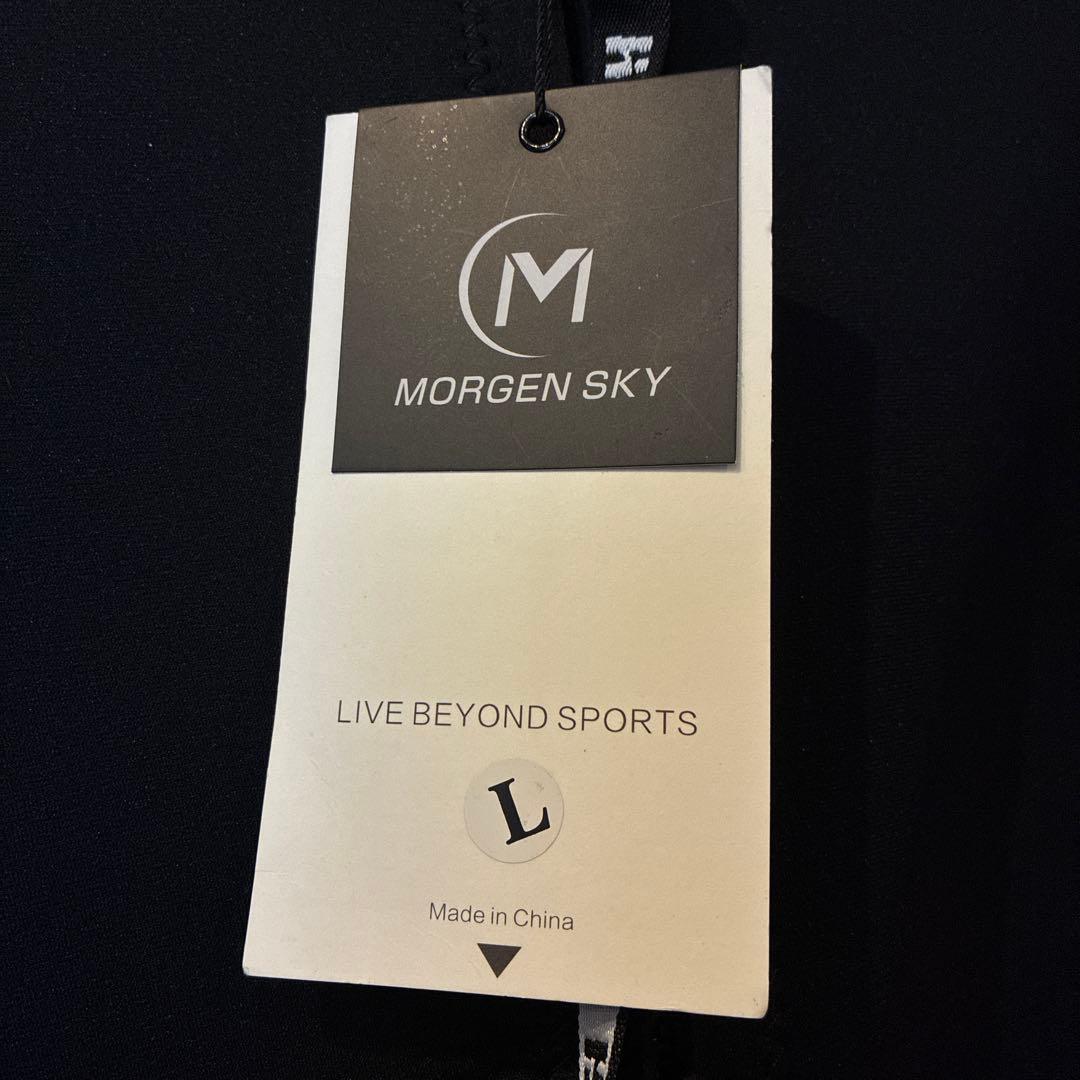 M
MORGEN SKY
LIVE BEYOND SPORTS
L
Made in China